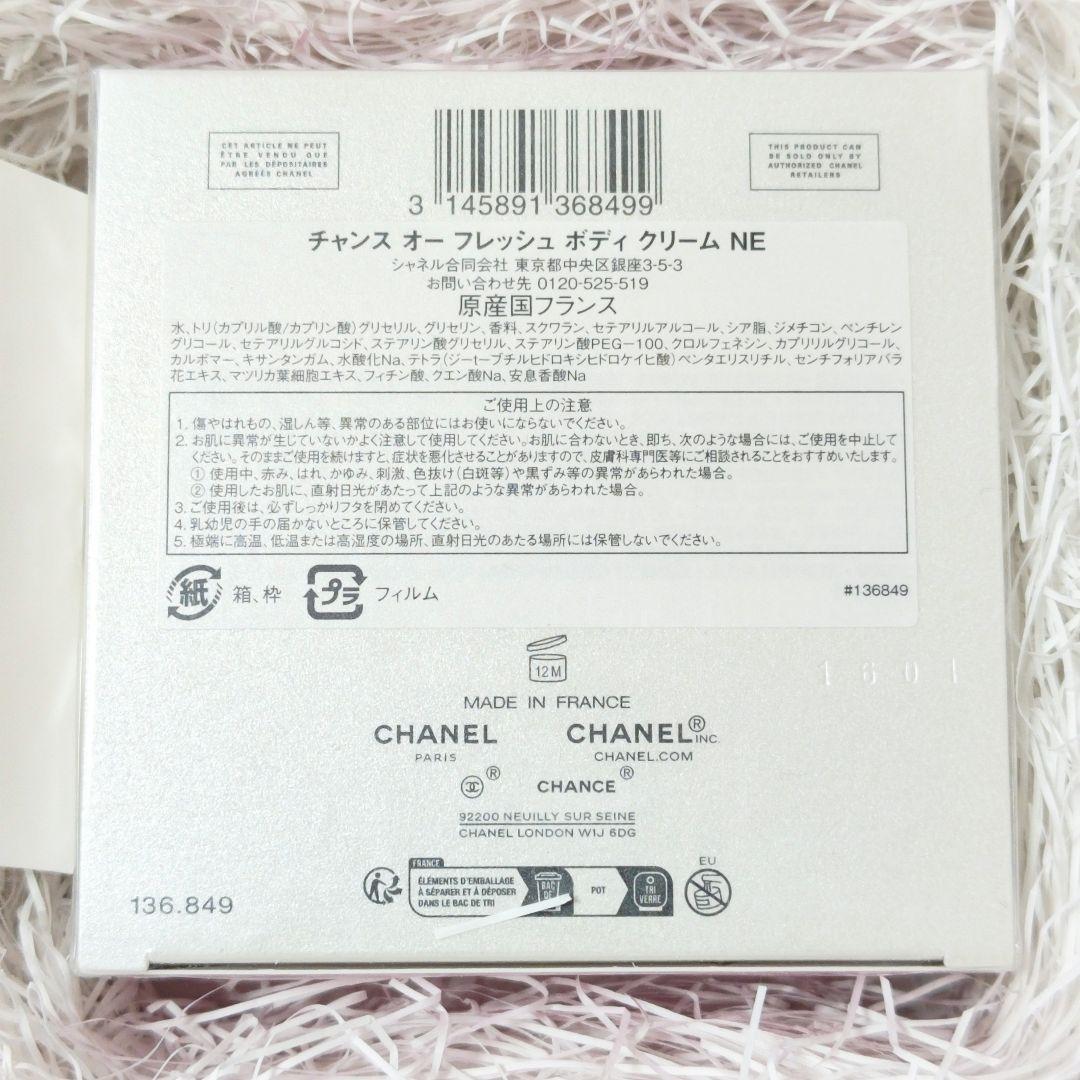 CET ARTICLE NE PEUT
ÊTRE VENDU QUE
PAR LES DÉPOSITAIRES
AGRÉÉS CHANEL
THIS PRODUCT CAN
BE SOLD ONLY BY
AUTHORIZED CHANEL
RETAILERS
3 145891 368499
チャンス オー フレッシュ ボディ クリーム NE
シャネル合同会社 東京都中央区銀座3-5-3
お問い合わせ先 0120-525-519
原産国フランス
水、トリ(カプリル酸/カプリン酸)グリセリル、グリセリン、香料、スクワラン、セテアリルアルコール、シア脂、ジメチコン、ペンチレン
グリコール、セテアリルグルコシド、ステアリン酸グリセリル、ステアリン酸PEG-100、クロルフェネシン、カプリリルグリコール、
カルボマー、キサンタンガム、水酸化Na、テトラ(ジ-t-ブチルヒドロキシヒドロケイヒ酸)ペンタエリスリチル、センチフォリアバラ
花エキス、マツリカ葉細胞エキス、フィチン酸、クエン酸Na、安息香酸Na
ご使用上の注意
1. 傷やはれもの、湿しん等、異常のある部位にはお使いにならないでください。
2. お肌に異常が生じていないかよく注意して使用してください。お肌に合わないとき、即ち、次のような場合には、ご使用を中止して
ください。そのままご使用を続けますと、症状を悪化させることがありますので、皮膚科専門医等にご相談されることをおすすめいたします。
① 使用中、赤み、はれ、かゆみ、刺激、色抜け(白斑等)や黒ずみ等の異常があらわれた場合。
② 使用したお肌に、直射日光があたって上記のような異常があらわれた場合。
3. ご使用後は、必ずしっかりフタを閉めてください。
4. 乳幼児の手の届かないところに保管してください。
5. 極端に高温、低温または高湿度の場所、直射日光のあたる場所には保管しないでください。
紙 箱、枠 プラ フィルム #136849
12M
1601
MADE IN FRANCE
CHANEL CHANEL® INC.
PARIS CHANEL.COM
® CHANCE®
92200 NEUILLY SUR SEINE
CHANEL LONDON W1J 6DG
FRANCE
ÉLÉMENTS D'EMBALLAGE
À SÉPARER ET À DÉPOSER
DANS LE BAC DE TRI
BAC
DE
POT
TRI
VERRE
EU
136.849